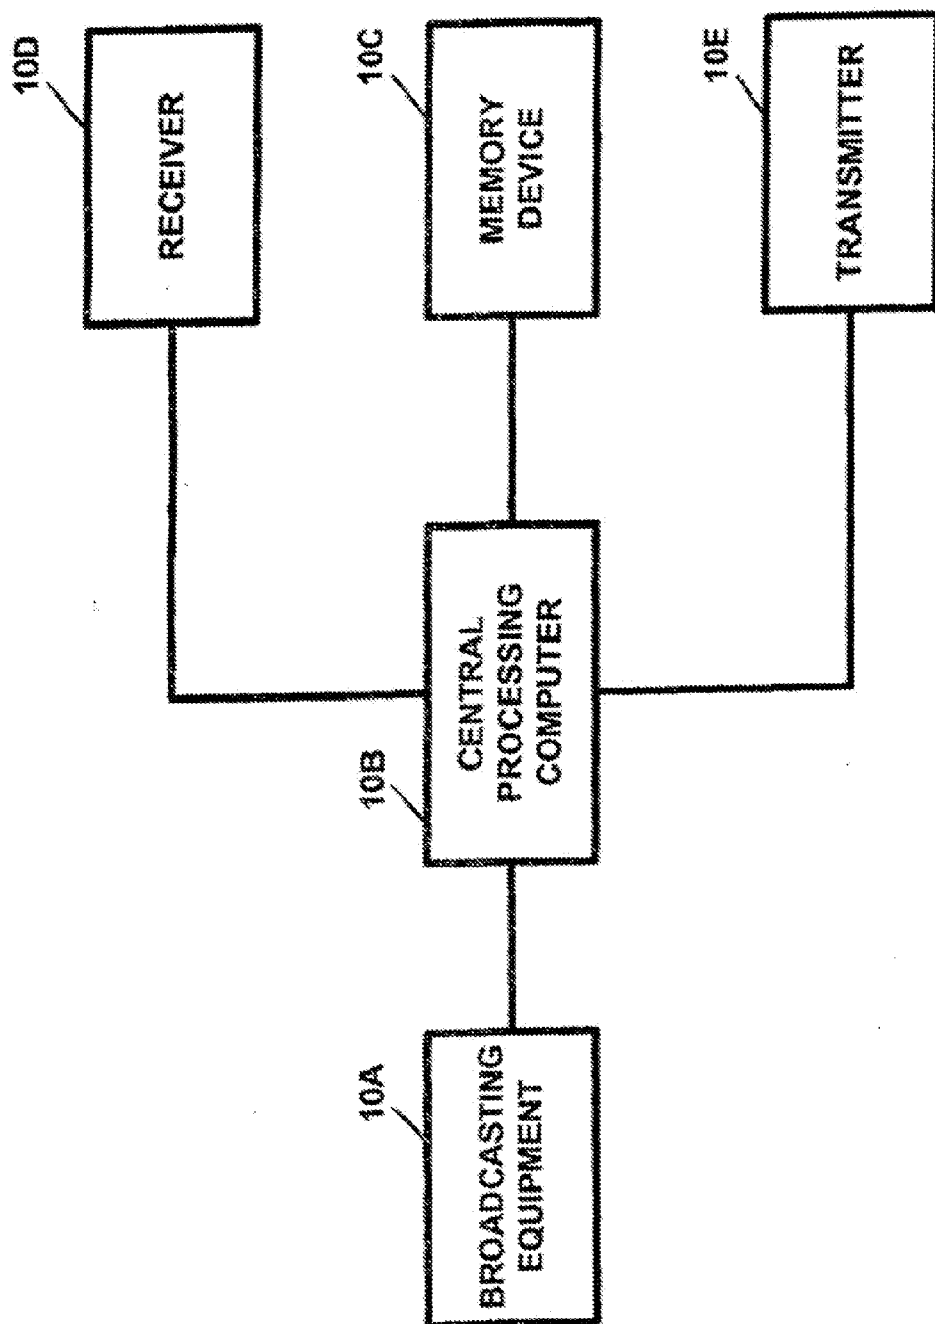 10A
BROADCASTING
EQUIPMENT
10B
CENTRAL
PROCESSING
COMPUTER
10D
RECEIVER
10C
MEMORY
DEVICE
10E
TRANSMITTER